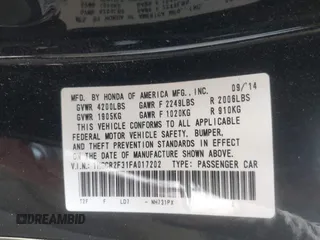 MFD. BY HONDA OF AMERICA MFG., INC. 09/14
GVWR 4200LBS GAWR F 2249LBS R 2006LBS
GVWR 1905KG GAWR F 1020KG R 910KG
THIS VEHICLE CONFORMS TO ALL APPLICABLE
FEDERAL MOTOR VEHICLE SAFETY, BUMPER,
AND THEFT PREVENTION STANDARDS IN EFFECT
ON THE DATE OF MANUFACTURE SHOWN ABOVE.
V.I.N. TYPE: PASSENGER CAR
NH731PX